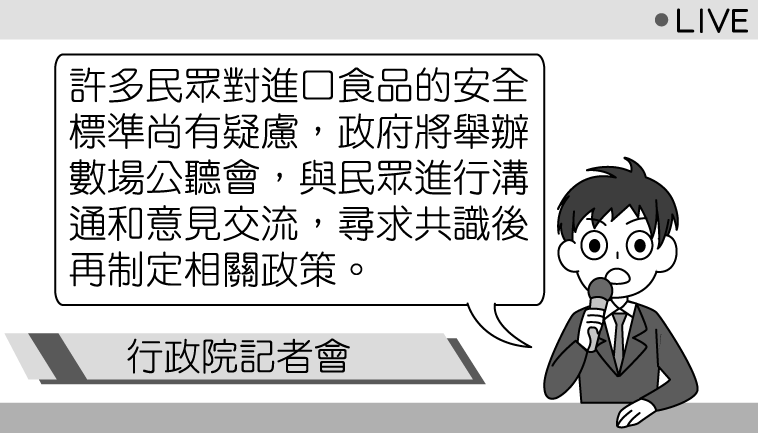 LIVE
許多民眾對進口食品的安全
標準尚有疑慮，政府將舉辦
數場公聽會，與民眾進行溝
通和意見交流，尋求共識後
再制定相關政策。
行政院記者會